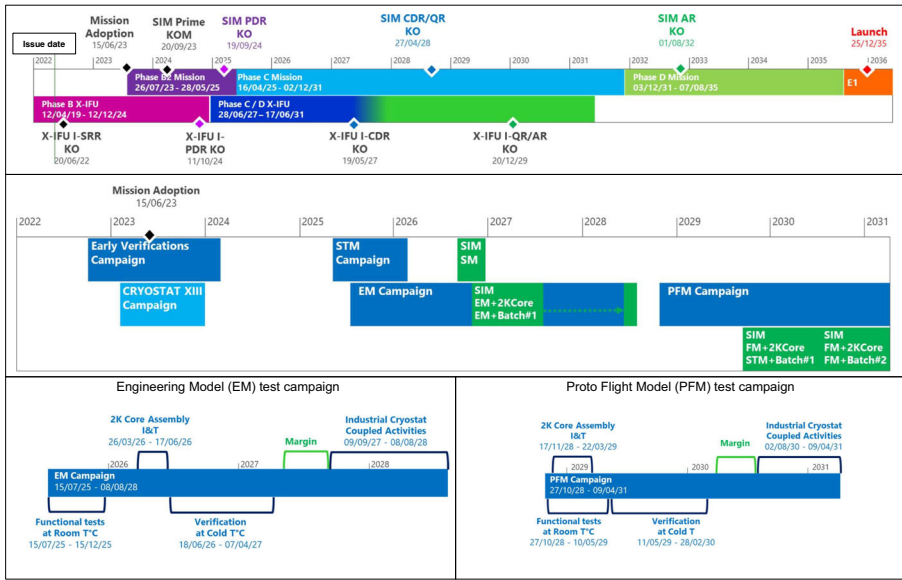 Mission
Adoption
15/06/23
SIM Prime
KOM
20/09/23
SIM PDR
KO
19/09/24
SIM CDR/QR
KO
27/04/28
SIM AR
KO
01/08/32
Launch
25/12/35
Issue date
2022 2023 2024 2025 2026 2027 2028 2029 2030 2031 2032 2033 2034 2035 2036
Phase B2 Mission
26/07/23 - 28/05/25
Phase C Mission
16/04/25 - 02/12/31
Phase D Mission
03/12/31 - 07/08/35
E1
Phase B X-IFU
12/04/19 - 12/12/24
Phase C / D X-IFU
28/06/27 – 17/06/31
X-IFU I-SRR
KO
20/06/22
X-IFU I-
PDR KO
11/10/24
X-IFU I-CDR
KO
19/05/27
X-IFU I-QR/AR
KO
20/12/29
Mission Adoption
15/06/23
2022 2023 2024 2025 2026 2027 2028 2029 2030 2031
Early Verifications
Campaign
STM
Campaign
SIM
SM
CRYOSTAT XIII
Campaign
EM Campaign
SIM
EM+2KCore
EM+Batch#1
PFM Campaign
SIM
FM+2KCore
STM+Batch#1
SIM
FM+2KCore
FM+Batch#2
Engineering Model (EM) test campaign
2K Core Assembly
I&T
26/03/26 - 17/06/26
Margin
Industrial Cryostat
Coupled Activities
09/09/27 - 08/08/28
2026 2027 2028
EM Campaign
15/07/25 - 08/08/28
Functional tests
at Room T°C
15/07/25 - 15/12/25
Verification
at Cold T°C
18/06/26 - 07/04/27
Proto Flight Model (PFM) test campaign
2K Core Assembly
I&T
17/11/28 - 22/03/29
Margin
Industrial Cryostat
Coupled Activities
02/08/30 - 09/04/31
2029 2030 2031
PFM Campaign
27/10/28 - 09/04/31
Functional tests
at Room T°C
27/10/28 - 10/05/29
Verification
at Cold T
11/05/29 - 28/02/30